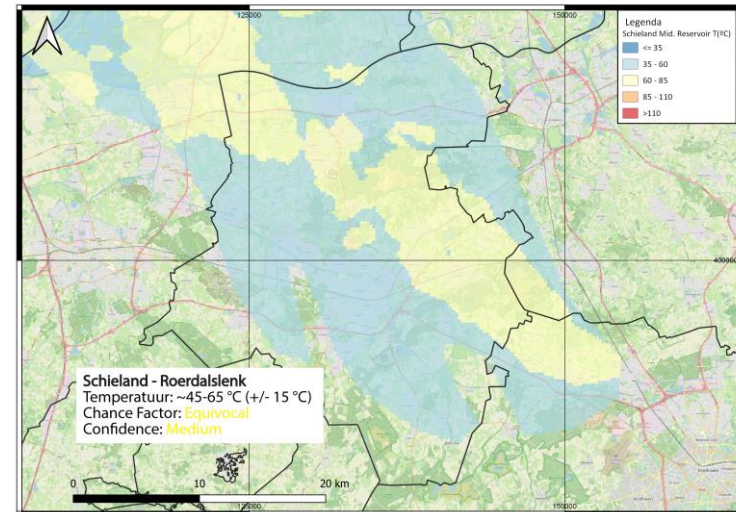 125000
150000
Legenda
Schieland Mid. Reservoir T(ºC)
<= 35
35 - 60
60 - 85
85 - 110
>110
400000
Schieland - Roerdalslenk
Temperatuur: ~45-65 °C (+/- 15 °C)
Chance Factor: Equivocal
Confidence: Medium
0
10
20 km
125000
150000